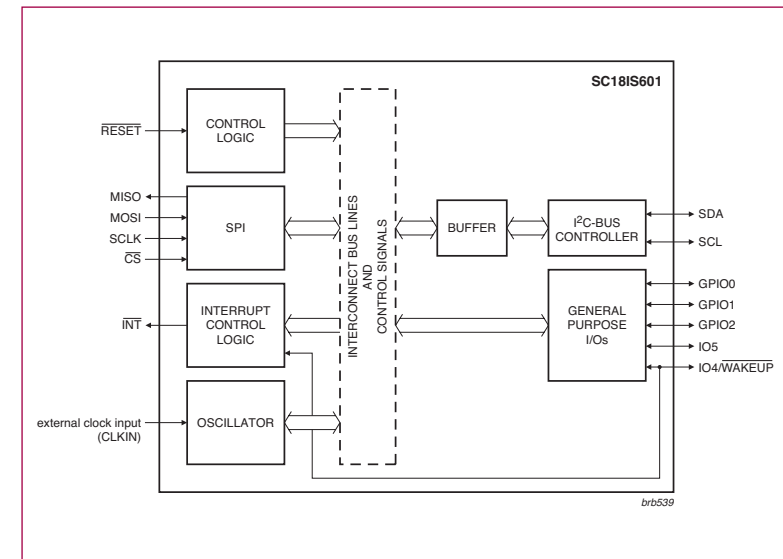 SC18IS601
RESET
CONTROL
LOGIC
MISO
MOSI
SCLK
CS
SPI
INT
INTERRUPT
CONTROL
LOGIC
external clock input
(CLKIN)
OSCILLATOR
INTERCONNECT BUS LINES
AND
CONTROL SIGNALS
BUFFER
I²C-BUS
CONTROLLER
SDA
SCL
GENERAL
PURPOSE
I/Os
GPIO0
GPIO1
GPIO2
IO5
IO4/WAKEUP
brb539